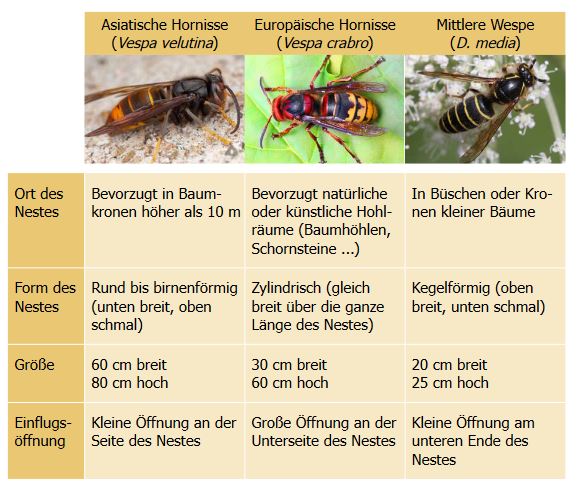 Asiatische Hornisse
(Vespa velutina)
Europäische Hornisse
(Vespa crabro)
Mittlere Wespe
(D. media)
Ort des
Nestes
Bevorzugt in Baum-
kronen höher als 10 m
Bevorzugt natürliche
oder künstliche Hohl-
räume (Baumhöhlen,
Schornsteine ...)
In Büschen oder Kro-
nen kleiner Bäume
Form des
Nestes
Rund bis birnenförmig
(unten breit, oben
schmal)
Zylindrisch (gleich
breit über die ganze
Länge des Nestes)
Kegelförmig (oben
breit, unten schmal)
Größe
60 cm breit
80 cm hoch
30 cm breit
60 cm hoch
20 cm breit
25 cm hoch
Einflugs-
öffnung
Kleine Öffnung an der
Seite des Nestes
Große Öffnung an der
Unterseite des Nestes
Kleine Öffnung am
unteren Ende des
Nestes